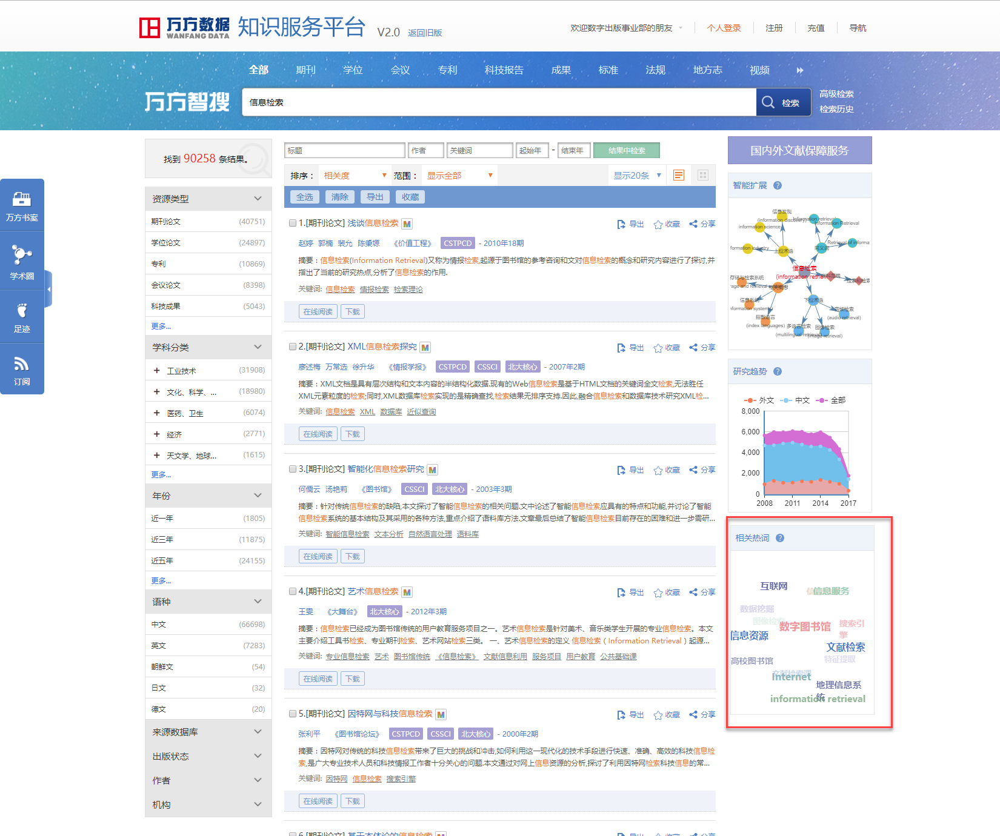 万方数据 WANFANG DATA 知识服务平台 V2.0 返回旧版
欢迎数字出版事业部的朋友 个人登录 注册 充值 导航
全部 期刊 学位 会议 专利 科技报告 成果 标准 法规 地方志 视频
万方智搜 信息检索 检索 高级检索
检索历史
万方书案
学术圈
足迹
订阅
找到 90258 条结果。
资源类型
期刊论文 (40751)
学位论文 (24897)
专利 (10869)
会议论文 (8398)
科技成果 (5043)
更多...
学科分类
+ 工业技术 (31908)
+ 文化、科学、... (18980)
+ 医药、卫生 (6074)
+ 经济 (2771)
+ 天文学、地球... (1615)
更多...
年份
近一年 (1805)
近三年 (11875)
近五年 (24155)
更多...
语种
中文 (66698)
英文 (7283)
朝鲜文 (54)
日文 (32)
德文 (20)
来源数据库
出版状态
作者
机构
标题 作者 关键词 起始年 - 结束年 结果中检索
排序： 相关度 范围： 显示全部 显示20条
全选 清除 导出 收藏
1.[期刊论文] 浅谈信息检索 M 导出 收藏 分享
赵婷 郭楠 裴允 陈秉塬 《价值工程》 CSTPCD - 2010年18期
摘要：信息检索(Information Retrieval)又称为情报检索,起源于图书馆的参考咨询和文对信息检索的概念和研究内容进行了探讨,并
指出了当前的研究热点,分析了信息检索的作用.
关键词: 信息检索 情报检索 检索理论
在线阅读 下载
2.[期刊论文] XML信息检索探究 M 导出 收藏 分享
廖述梅 万常选 徐升华 《情报学报》 CSTPCD CSSCI 北大核心 - 2007年2期
摘要：XML文档是具有层次结构和文本内容的半结构化数据.现有的Web信息检索是基于HTML文档的关键词全文检索,无法胜任
XML元素粒度的检索;同时,XML数据库检索实现的是精确查找,检索结果无排序支持.因此,融合信息检索和数据库技术研究XML检...
关键词: 信息检索 XML 数据库 近似查询
在线阅读 下载
3.[期刊论文] 智能化信息检索研究 M 导出 收藏 分享
何儒云 汤艳莉 《图书馆》 CSSCI 北大核心 - 2003年3期
摘要：针对传统信息检索的缺陷,本文探讨了智能信息检索的相关问题.文中论述了智能信息检索应具有的特点和功能,并讨论了智能
信息检索系统的基本结构及其采用的各种方法,重点介绍了语料库方法.文章最后总结了智能信息检索目前存在的困难和进一步需研...
关键词: 智能信息检索 文本分析 自然语言处理 语料库
在线阅读 下载
4.[期刊论文] 艺术信息检索 M 导出 收藏 分享
王雯 《大舞台》 北大核心 - 2012年3期
摘要：信息检索已经成为图书馆传统的用户教育服务项目之一。艺术信息检索是针对美术、音乐类学生开展的专业信息检索。本文
主要介绍工具书检索、专业期刊检索、艺术网站检索三类。 一、艺术信息检索的定义 信息检索（Information Retrieval）起源...
关键词: 专业信息检索 艺术 图书馆传统 《信息检索》 文献信息利用 服务项目 用户教育 公共基础课
在线阅读 下载
5.[期刊论文] 因特网与科技信息检索 M 导出 收藏 分享
张利平 《图书馆论坛》 CSTPCD CSSCI 北大核心 - 2000年2期
摘要：因特网对传统的科技信息检索带来了巨大的挑战和冲击,如何利用这一现代化的技术手段进行快速、准确、高效的科技信息检
索,是广大专业技术人员和科技情报工作者十分关心的问题.本文通过对网上信息资源的分析,探讨了利用因特网检索科技信息的常...
关键词: 因特网 信息检索 搜索引擎
在线阅读 下载
6.[期刊论文] 基于本体论的信息检索 M 导出 收藏 分享
国内外文献保障服务
智能扩展 ?
信息发现
(information discovery)
information science
Information retrieval
Information Retrieval
Retrieval of informa
formation industry
上位术语
同义词
信息检索
(information retrieval)
搜索和检索
存储与检索系统
rage and retrieval
相关概念
信息系统
formation systems)
指数语言
(index languages)
下位术语
音频检索
(audio retrieval)
多语言检索
(multilingual retrieval)
图像检索
(image retrieval)
研究趋势 ?
外文 中文 全部
8,000
6,000
4,000
2,000
0
2008 2011 2014 2017
相关热词 ?
互联网
信息服务
数据挖掘
图像检索
数字图书馆
搜索引
擎
信息资源
文献检索
高校图书馆
特征提取
文献检索课
Internet
地理信息系
统
information retrieval